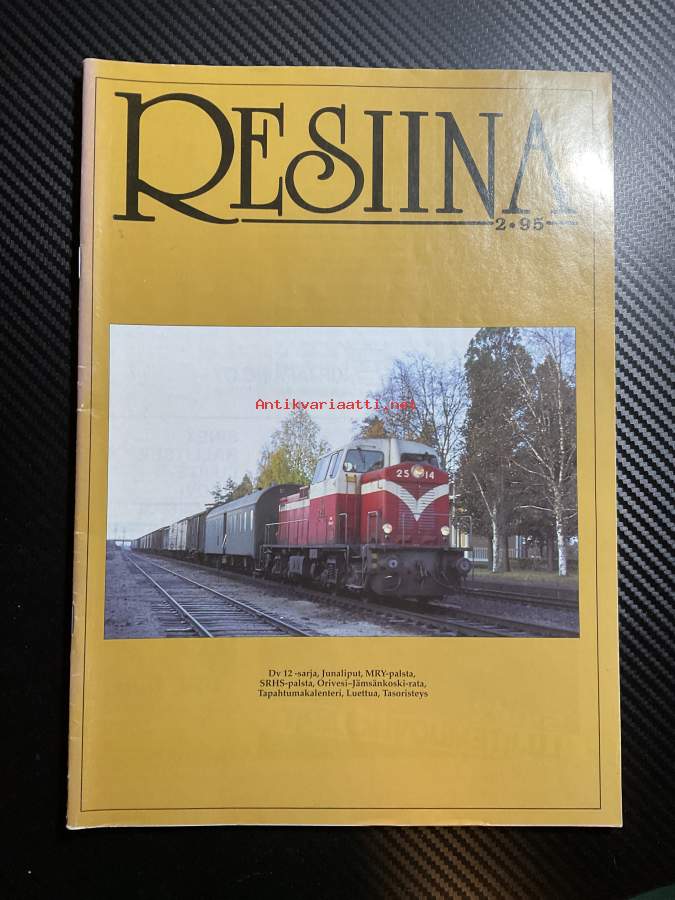 RESIINA
2•95
Antikvariaatti.net
25 14
Dv 12 -sarja, Junaliput, MRY-palsta,
SRHS-palsta, Orivesi–Jämsänkoski-rata,
Tapahtumakalenteri, Luettua, Tasoristeys